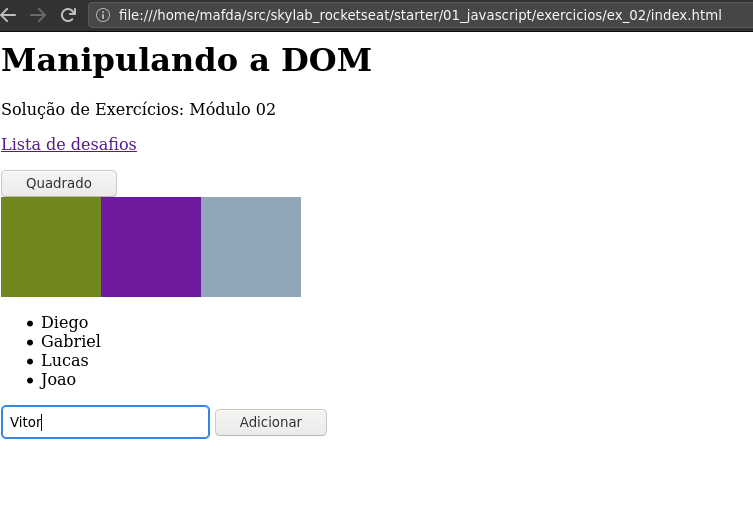 file:///home/mafda/src/skylab_rocketseat/starter/01_javascript/exercicios/ex_02/index.html
Manipulando a DOM
Solução de Exercícios: Módulo 02
Lista de desafios
Quadrado
Diego
Gabriel
Lucas
Joao
Vitor Adicionar